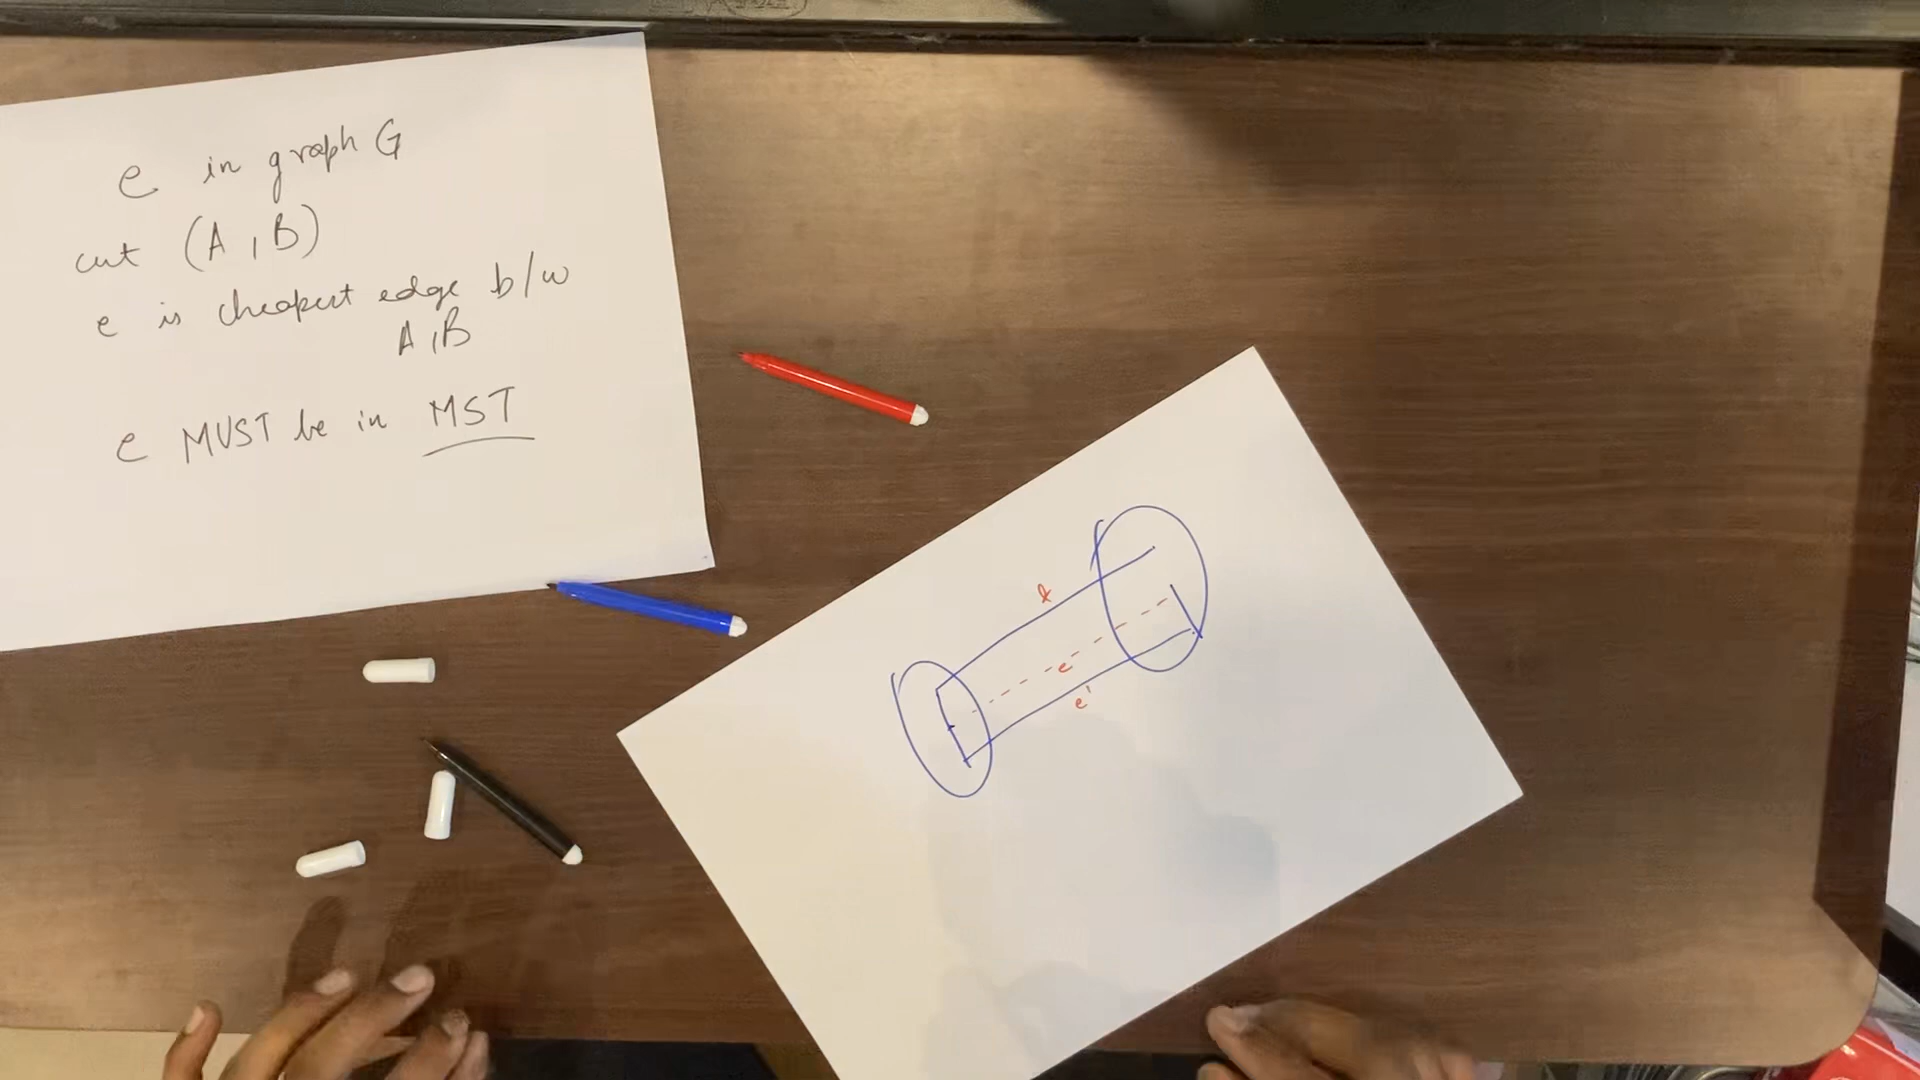 e in graph G
cut (A, B)
e is cheapest edge b/w
A, B
e MUST be in MST
e
e'